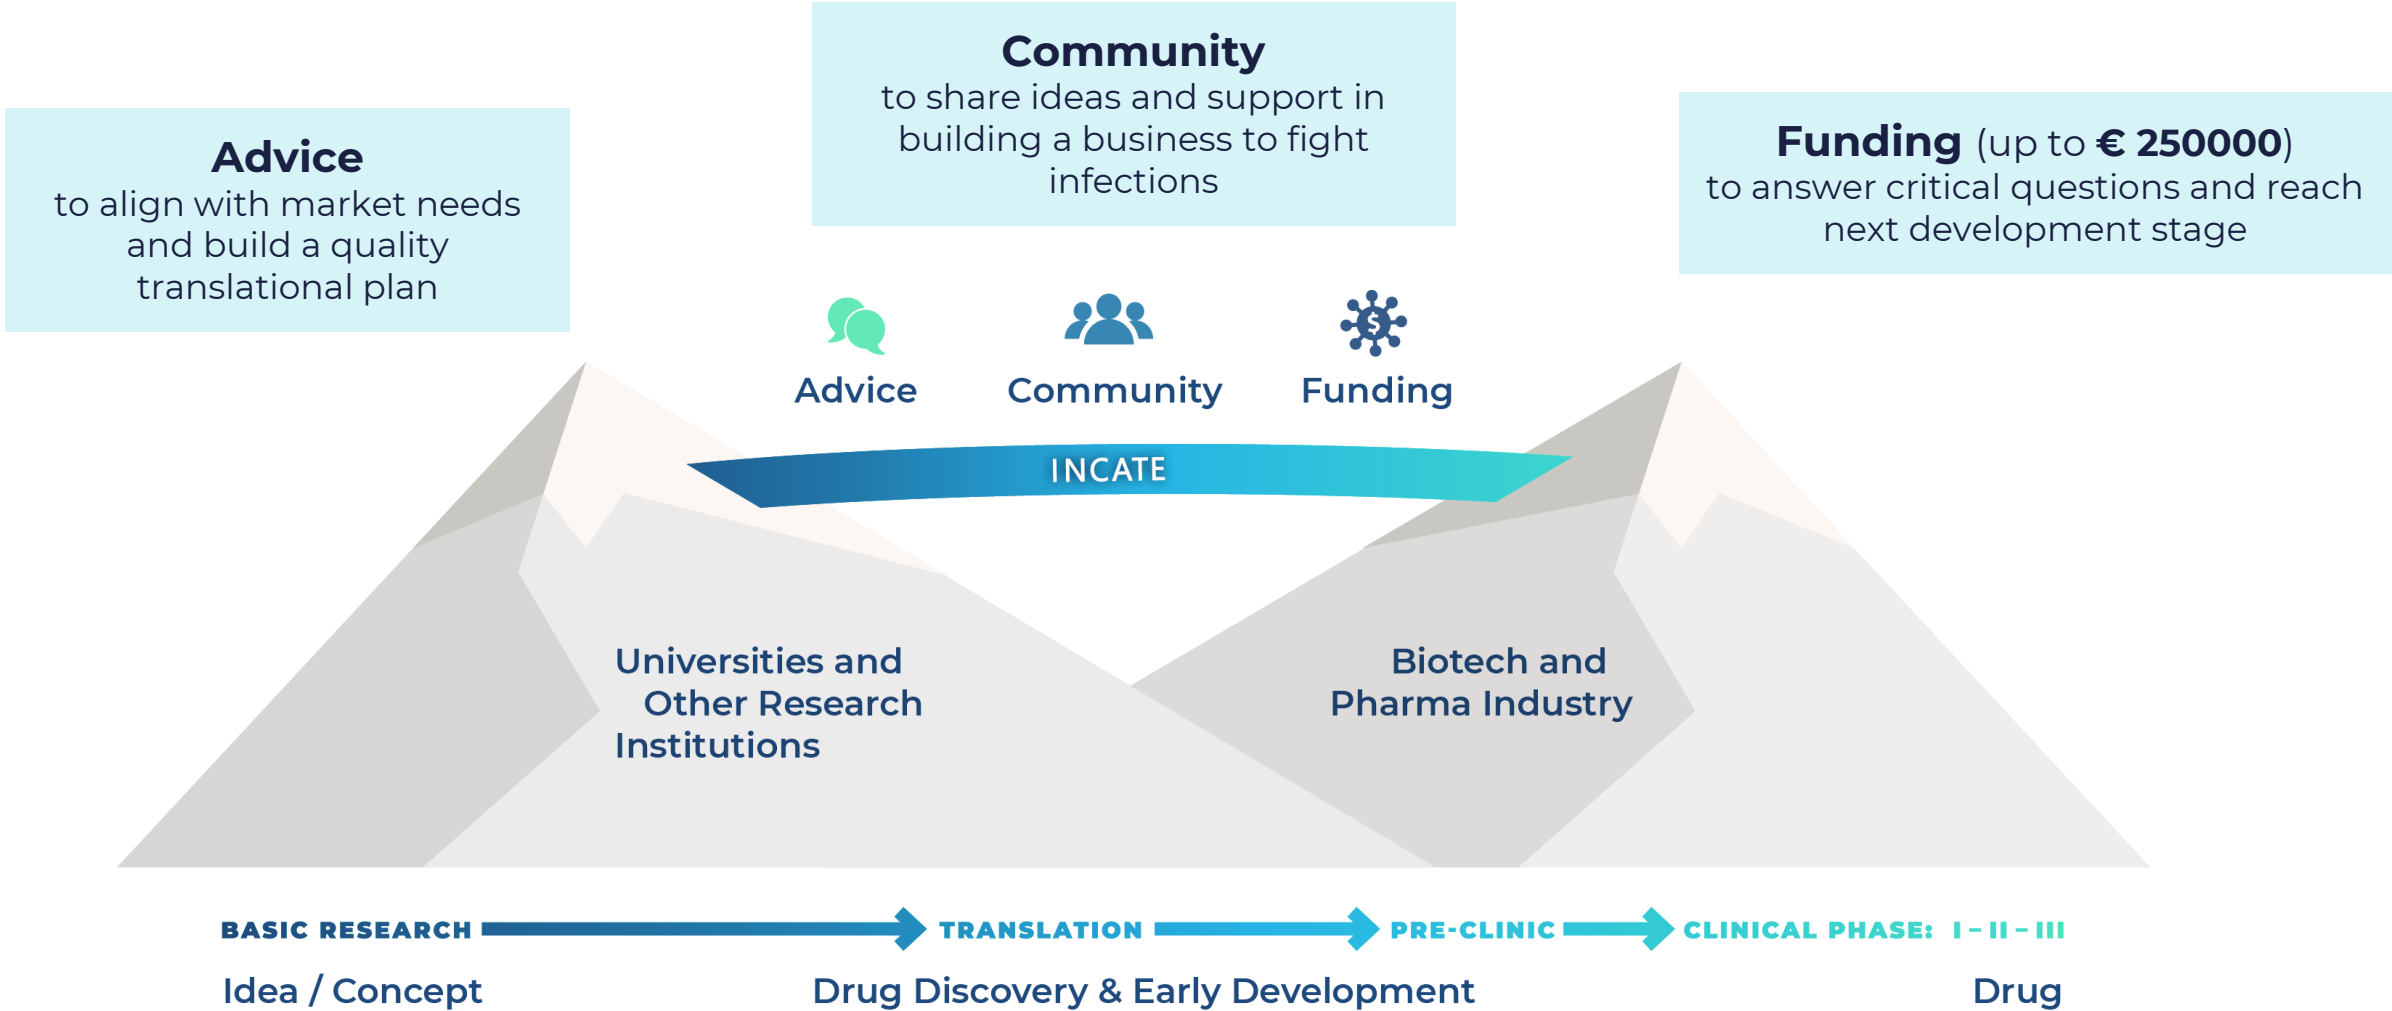 Community
to share ideas and support in
building a business to fight
infections
Advice
to align with market needs
and build a quality
translational plan
Funding (up to € 250000)
to answer critical questions and reach
next development stage
Advice
Community
Funding
INCATE
Universities and
Other Research
Institutions
Biotech and
Pharma Industry
BASIC RESEARCH
TRANSLATION
PRE-CLINIC
CLINICAL PHASE: I – II – III
Idea / Concept
Drug Discovery & Early Development
Drug